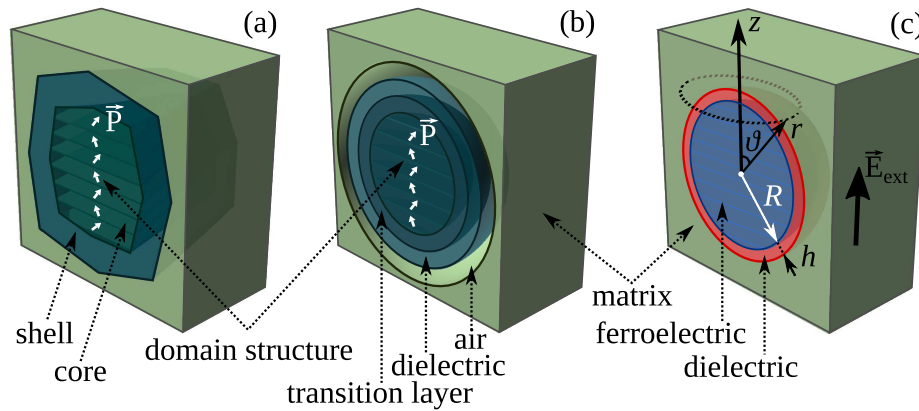 (a)
P⃗
shell
core
domain structure
(b)
P⃗
transition layer
dielectric
air
matrix
(c)
z
ϑ
r
R
h
E⃗ext
ferroelectric
dielectric